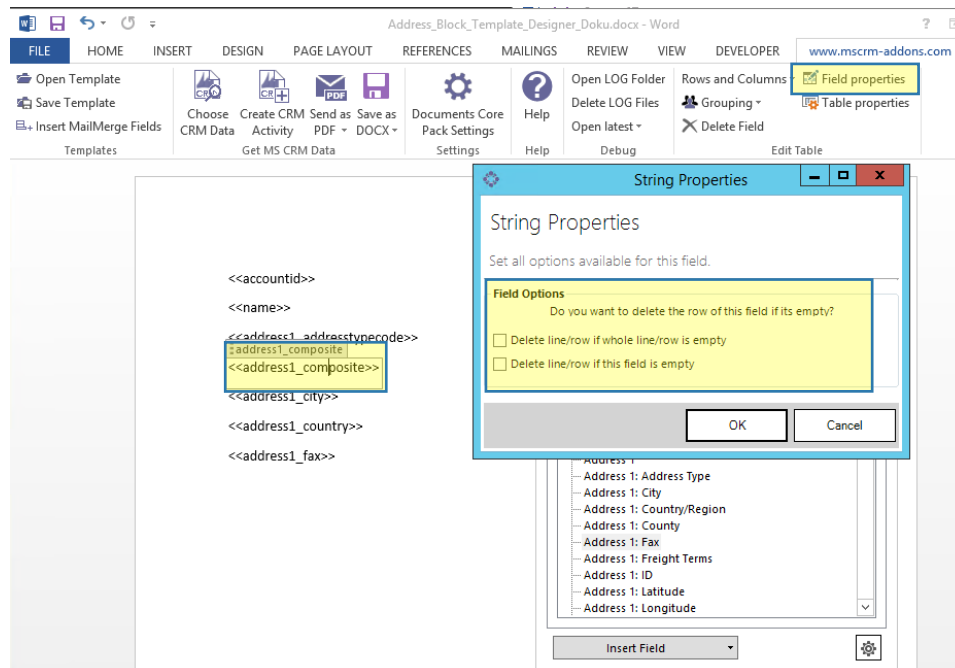 Address_Block_Template_Designer_Doku.docx - Word
?
FILE HOME INSERT DESIGN PAGE LAYOUT REFERENCES MAILINGS REVIEW VIEW DEVELOPER www.mscrm-addons.com
Open Template
Save Template
Insert MailMerge Fields
Templates
Choose CRM Data
Create CRM Activity
Send as PDF
Save as DOCX
Get MS CRM Data
Documents Core Pack Settings
Settings
Help
Help
Open LOG Folder
Delete LOG Files
Open latest
Debug
Rows and Columns
Grouping
Delete Field
Field properties
Table properties
Edit Table
<<accountid>>
<<name>>
<<address1_addresstypecode>>
address1_composite
<<address1_composite>>
<<address1_city>>
<<address1_country>>
<<address1_fax>>
String Properties
String Properties
Set all options available for this field.
Field Options
Do you want to delete the row of this field if its empty?
Delete line/row if whole line/row is empty
Delete line/row if this field is empty
OK Cancel
Address 1
Address 1: Address Type
Address 1: City
Address 1: Country/Region
Address 1: County
Address 1: Fax
Address 1: Freight Terms
Address 1: ID
Address 1: Latitude
Address 1: Longitude
Insert Field